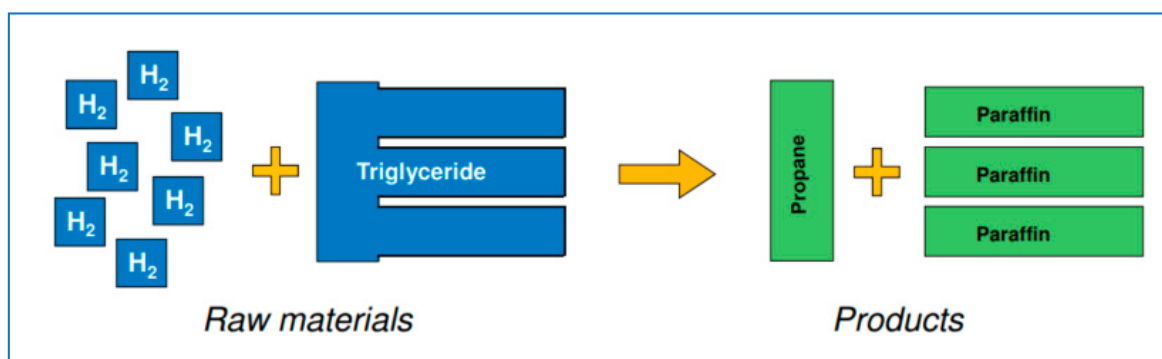 H₂
H₂
H₂
H₂
H₂
H₂
H₂
Triglyceride
Propane
Paraffin
Paraffin
Paraffin
Raw materials
Products